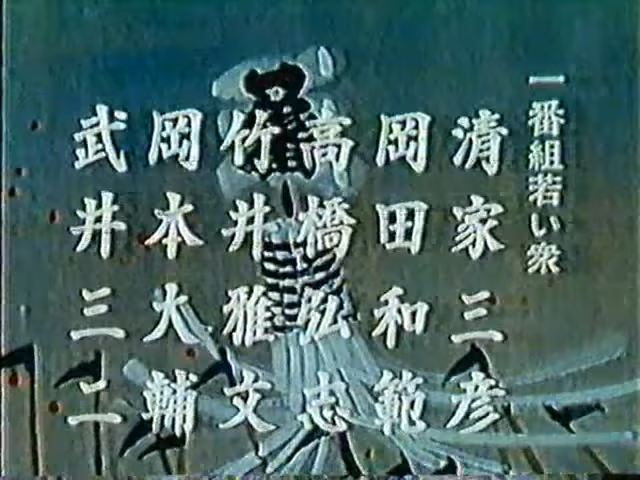 一番組若い衆
清家三彦
岡田和範
高橋弘志
竹井雅文
岡本大輔
武井三二